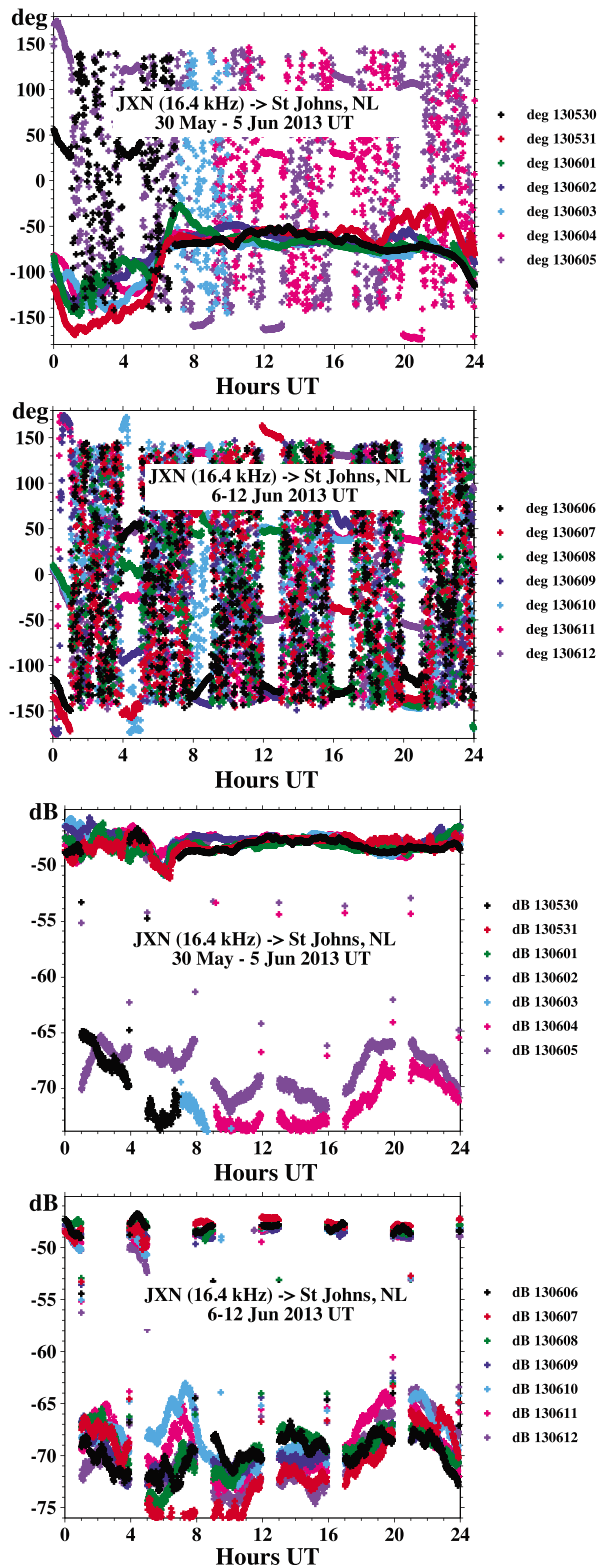 deg
150
100
50
0
-50
-100
-150
JXN (16.4 kHz) -> St Johns, NL
30 May - 5 Jun 2013 UT
0 4 8 12 16 20 24
Hours UT
deg 130530
deg 130531
deg 130601
deg 130602
deg 130603
deg 130604
deg 130605
deg
150
100
50
0
-50
-100
-150
JXN (16.4 kHz) -> St Johns, NL
6-12 Jun 2013 UT
0 4 8 12 16 20 24
Hours UT
deg 130606
deg 130607
deg 130608
deg 130609
deg 130610
deg 130611
deg 130612
dB
-50
-55
-60
-65
-70
JXN (16.4 kHz) -> St Johns, NL
30 May - 5 Jun 2013 UT
0 4 8 12 16 20 24
Hours UT
dB 130530
dB 130531
dB 130601
dB 130602
dB 130603
dB 130604
dB 130605
dB
-50
-55
-60
-65
-70
-75
JXN (16.4 kHz) -> St Johns, NL
6-12 Jun 2013 UT
0 4 8 12 16 20 24
Hours UT
dB 130606
dB 130607
dB 130608
dB 130609
dB 130610
dB 130611
dB 130612